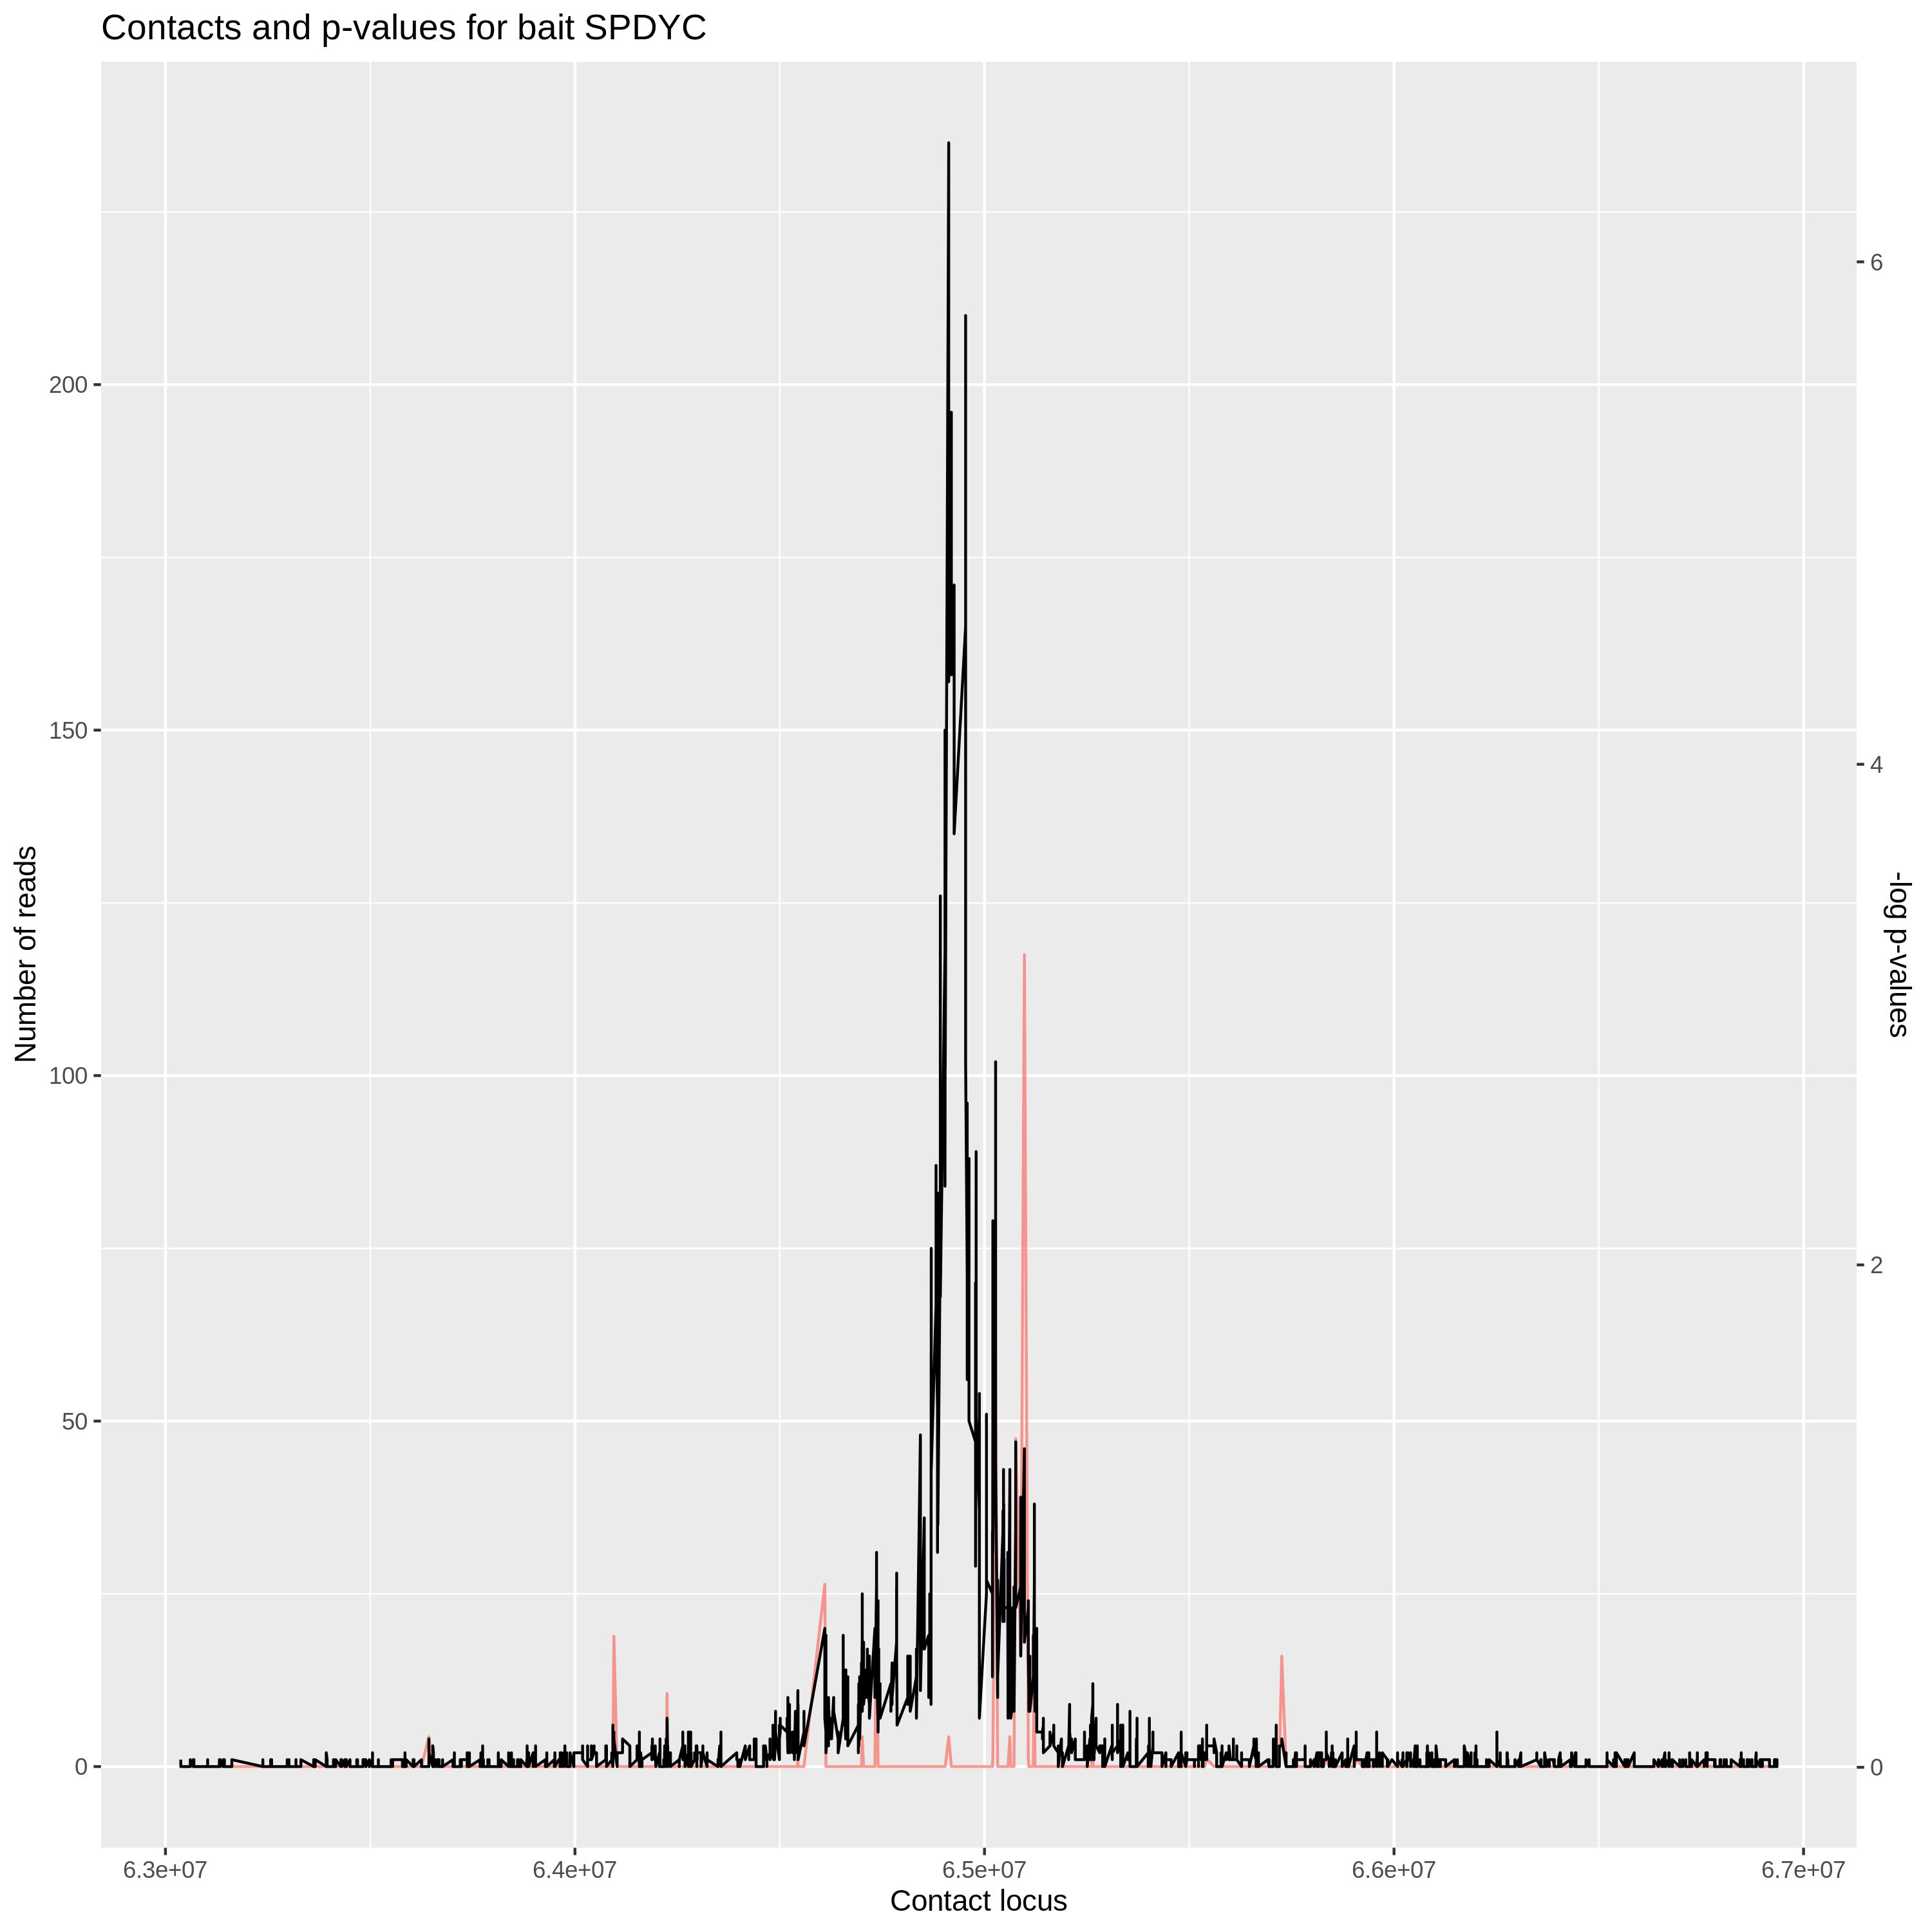 Contacts and p-values for bait SPDYC
Number of reads
200
150
100
50
0
6
4
2
0
-log p-values
6.3e+07
6.4e+07
6.5e+07
6.6e+07
6.7e+07
Contact locus